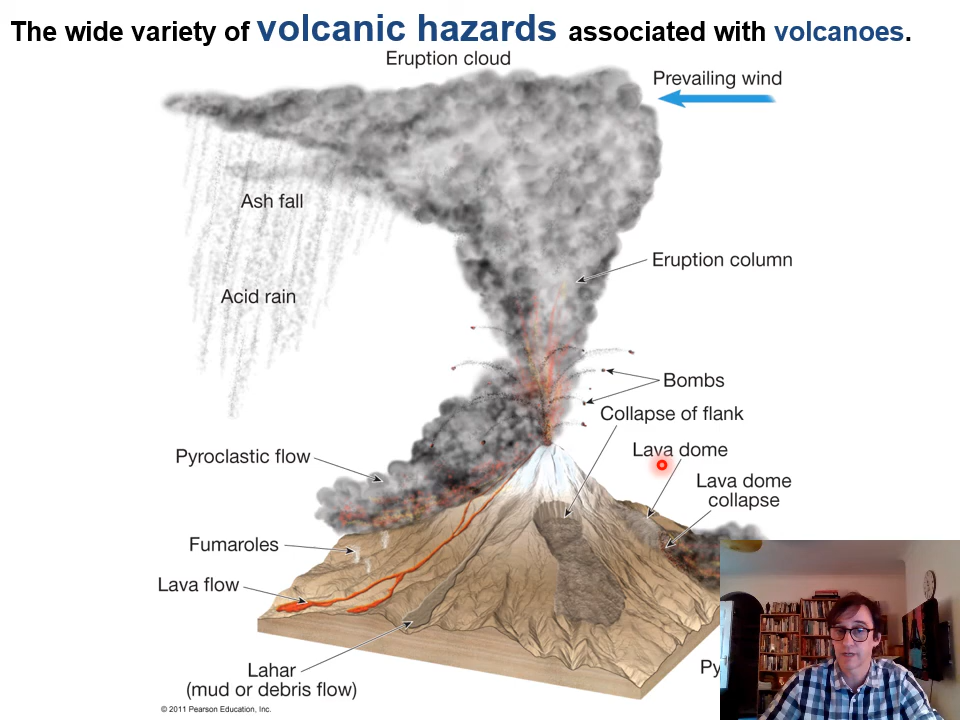 The wide variety of volcanic hazards associated with volcanoes.
Eruption cloud
Prevailing wind
Ash fall
Eruption column
Acid rain
Bombs
Collapse of flank
Lava dome
Pyroclastic flow
Lava dome
collapse
Fumaroles
Lava flow
Lahar
(mud or debris flow)
Py
© 2011 Pearson Education, Inc.